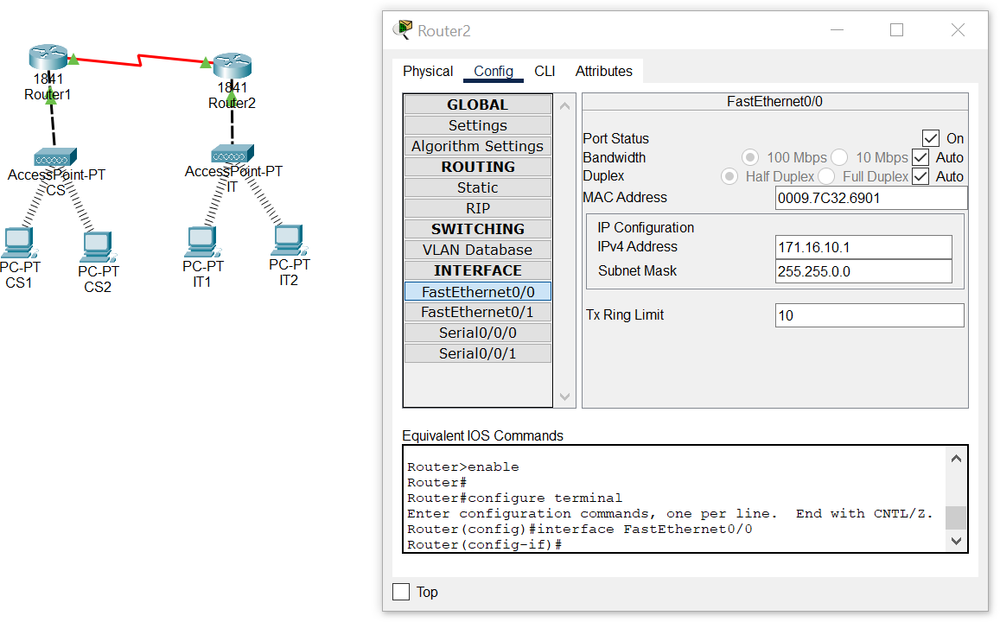 1841
Router1
1841
Router2
AccessPoint-PT
CS
AccessPoint-PT
IT
PC-PT
CS1
PC-PT
CS2
PC-PT
IT1
PC-PT
IT2
Router2
Physical Config CLI Attributes
GLOBAL
Settings
Algorithm Settings
ROUTING
Static
RIP
SWITCHING
VLAN Database
INTERFACE
FastEthernet0/0
FastEthernet0/1
Serial0/0/0
Serial0/0/1
FastEthernet0/0
Port Status On
Bandwidth 100 Mbps 10 Mbps Auto
Duplex Half Duplex Full Duplex Auto
MAC Address 0009.7C32.6901
IP Configuration
IPv4 Address 171.16.10.1
Subnet Mask 255.255.0.0
Tx Ring Limit 10
Equivalent IOS Commands
Router>enable
Router#
Router#configure terminal
Enter configuration commands, one per line.  End with CNTL/Z.
Router(config)#interface FastEthernet0/0
Router(config-if)#
Top